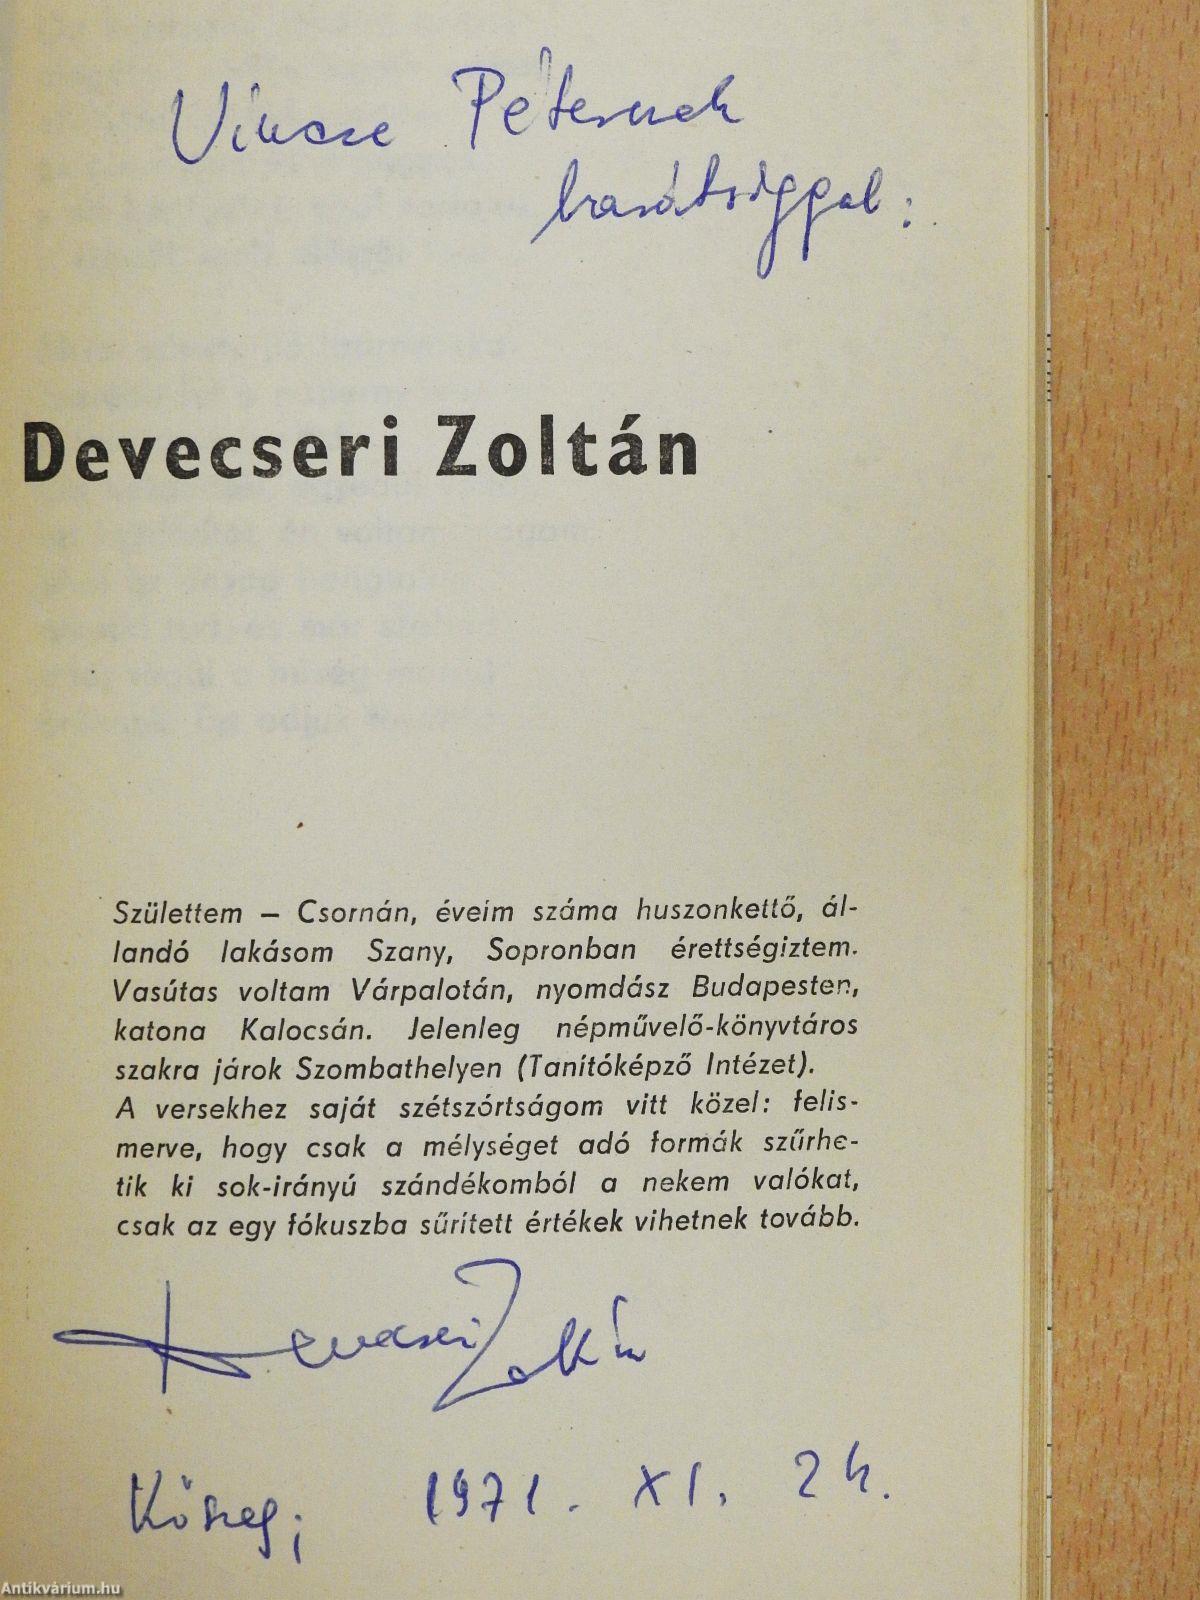 Vincze Péternek
barátsággal:
Devecseri Zoltán
Születtem – Csornán, éveim száma huszonkettő, ál-
landó lakásom Szany, Sopronban érettségiztem.
Vasútas voltam Várpalotán, nyomdász Budapesten,
katona Kalocsán. Jelenleg népművelő-könyvtáros
szakra járok Szombathelyen (Tanítóképző Intézet).
A versekhez saját szétszórtságom vitt közel: felis-
merve, hogy csak a mélységet adó formák szűrhe-
tik ki sok-irányú szándékomból a nekem valókat,
csak az egy fókuszba sűrített értékek vihetnek tovább.
Devecseri Zoltán
Kőszeg, 1971. XI. 24.
Antikvárium.hu